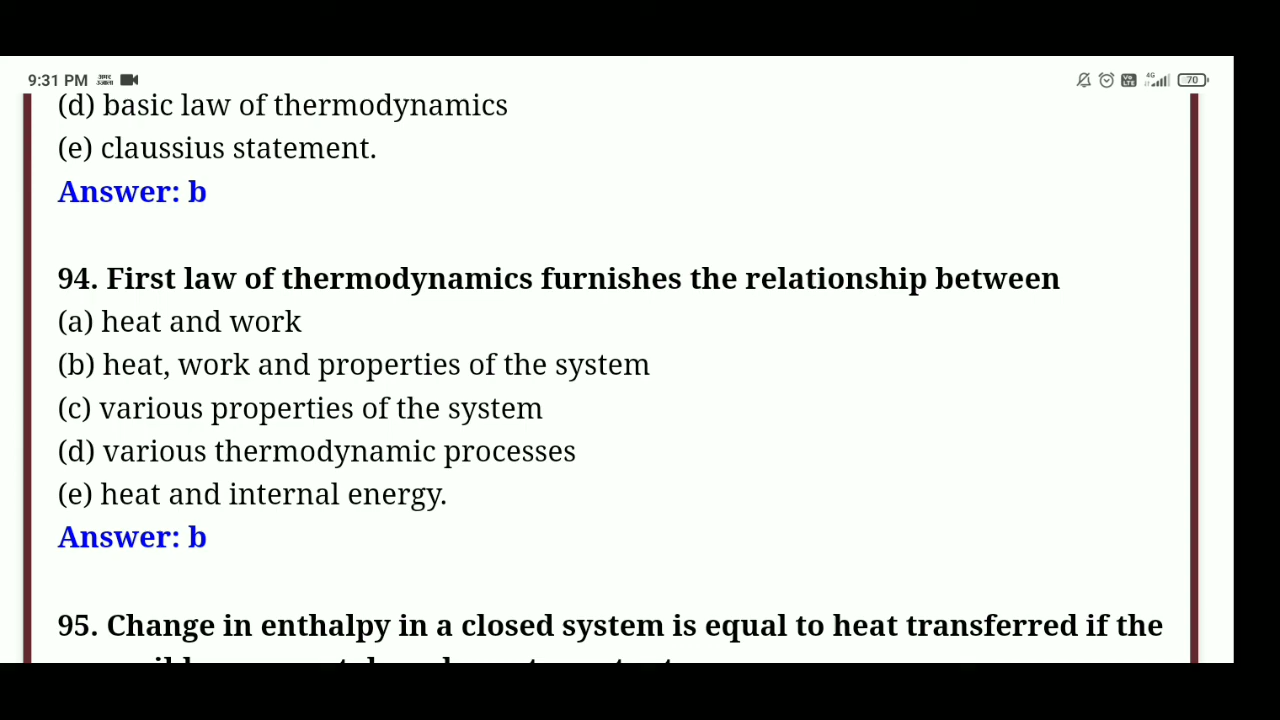 9:31 PM
4G
70
(d) basic law of thermodynamics
(e) claussius statement.
Answer: b
94. First law of thermodynamics furnishes the relationship between
(a) heat and work
(b) heat, work and properties of the system
(c) various properties of the system
(d) various thermodynamic processes
(e) heat and internal energy.
Answer: b
95. Change in enthalpy in a closed system is equal to heat transferred if the